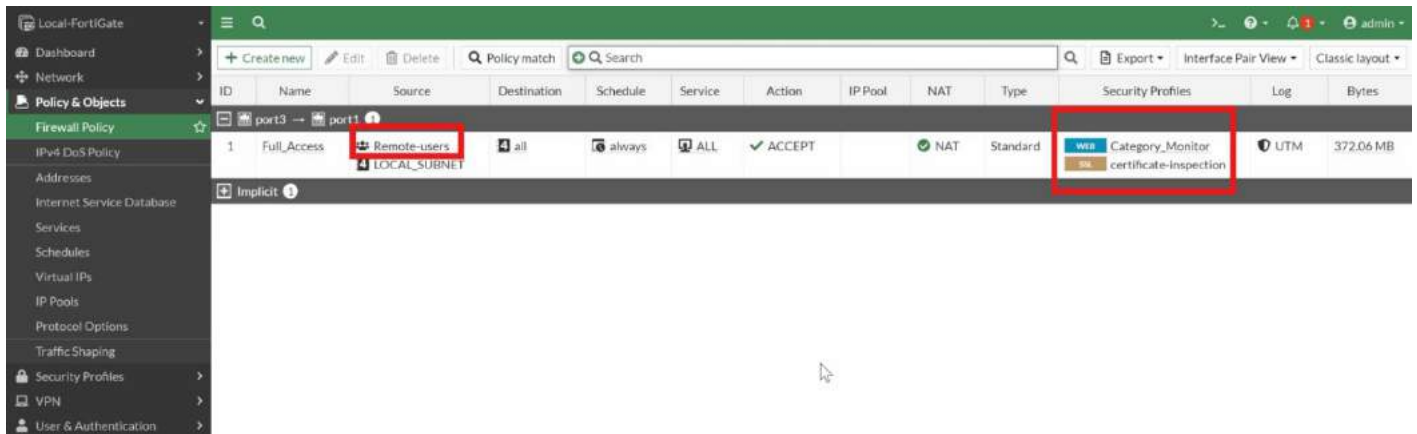 Local-FortiGate
>_ 1 admin
Dashboard
Network
Policy & Objects
Firewall Policy
IPv4 DoS Policy
Addresses
Internet Service Database
Services
Schedules
Virtual IPs
IP Pools
Protocol Options
Traffic Shaping
Security Profiles
VPN
User & Authentication
+ Create new Edit Delete Policy match Search Export Interface Pair View Classic layout
ID Name Source Destination Schedule Service Action IP Pool NAT Type Security Profiles Log Bytes
port3 → port1 1
1 Full_Access Remote-users 4 all always ALL ACCEPT NAT Standard WEB Category_Monitor UTM 372.06 MB
4 LOCAL_SUBNET SSL certificate-inspection
Implicit 1